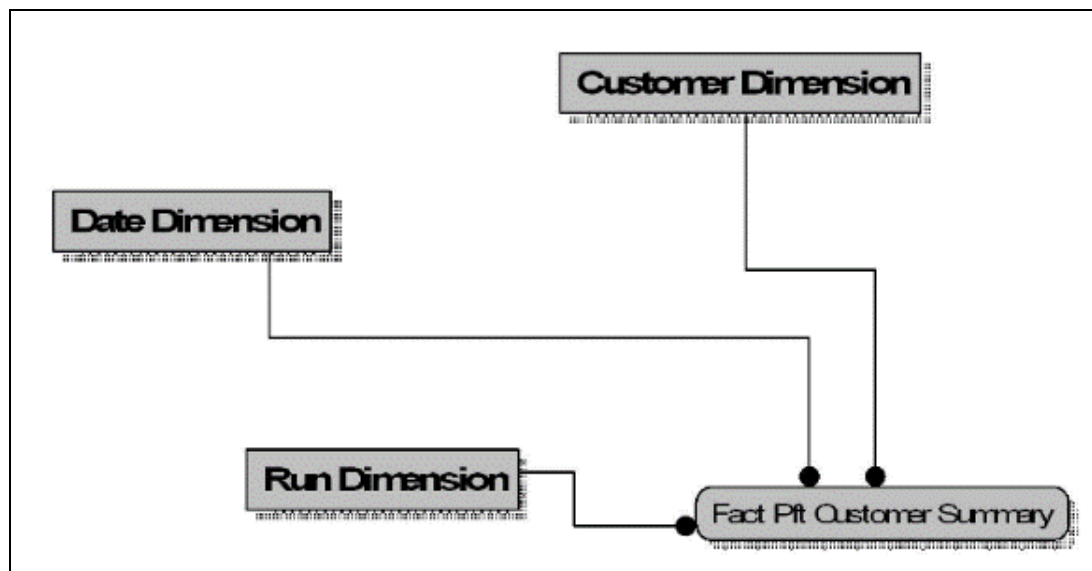 Customer Dimension
Date Dimension
Run Dimension
Fact Pft Customer Summary